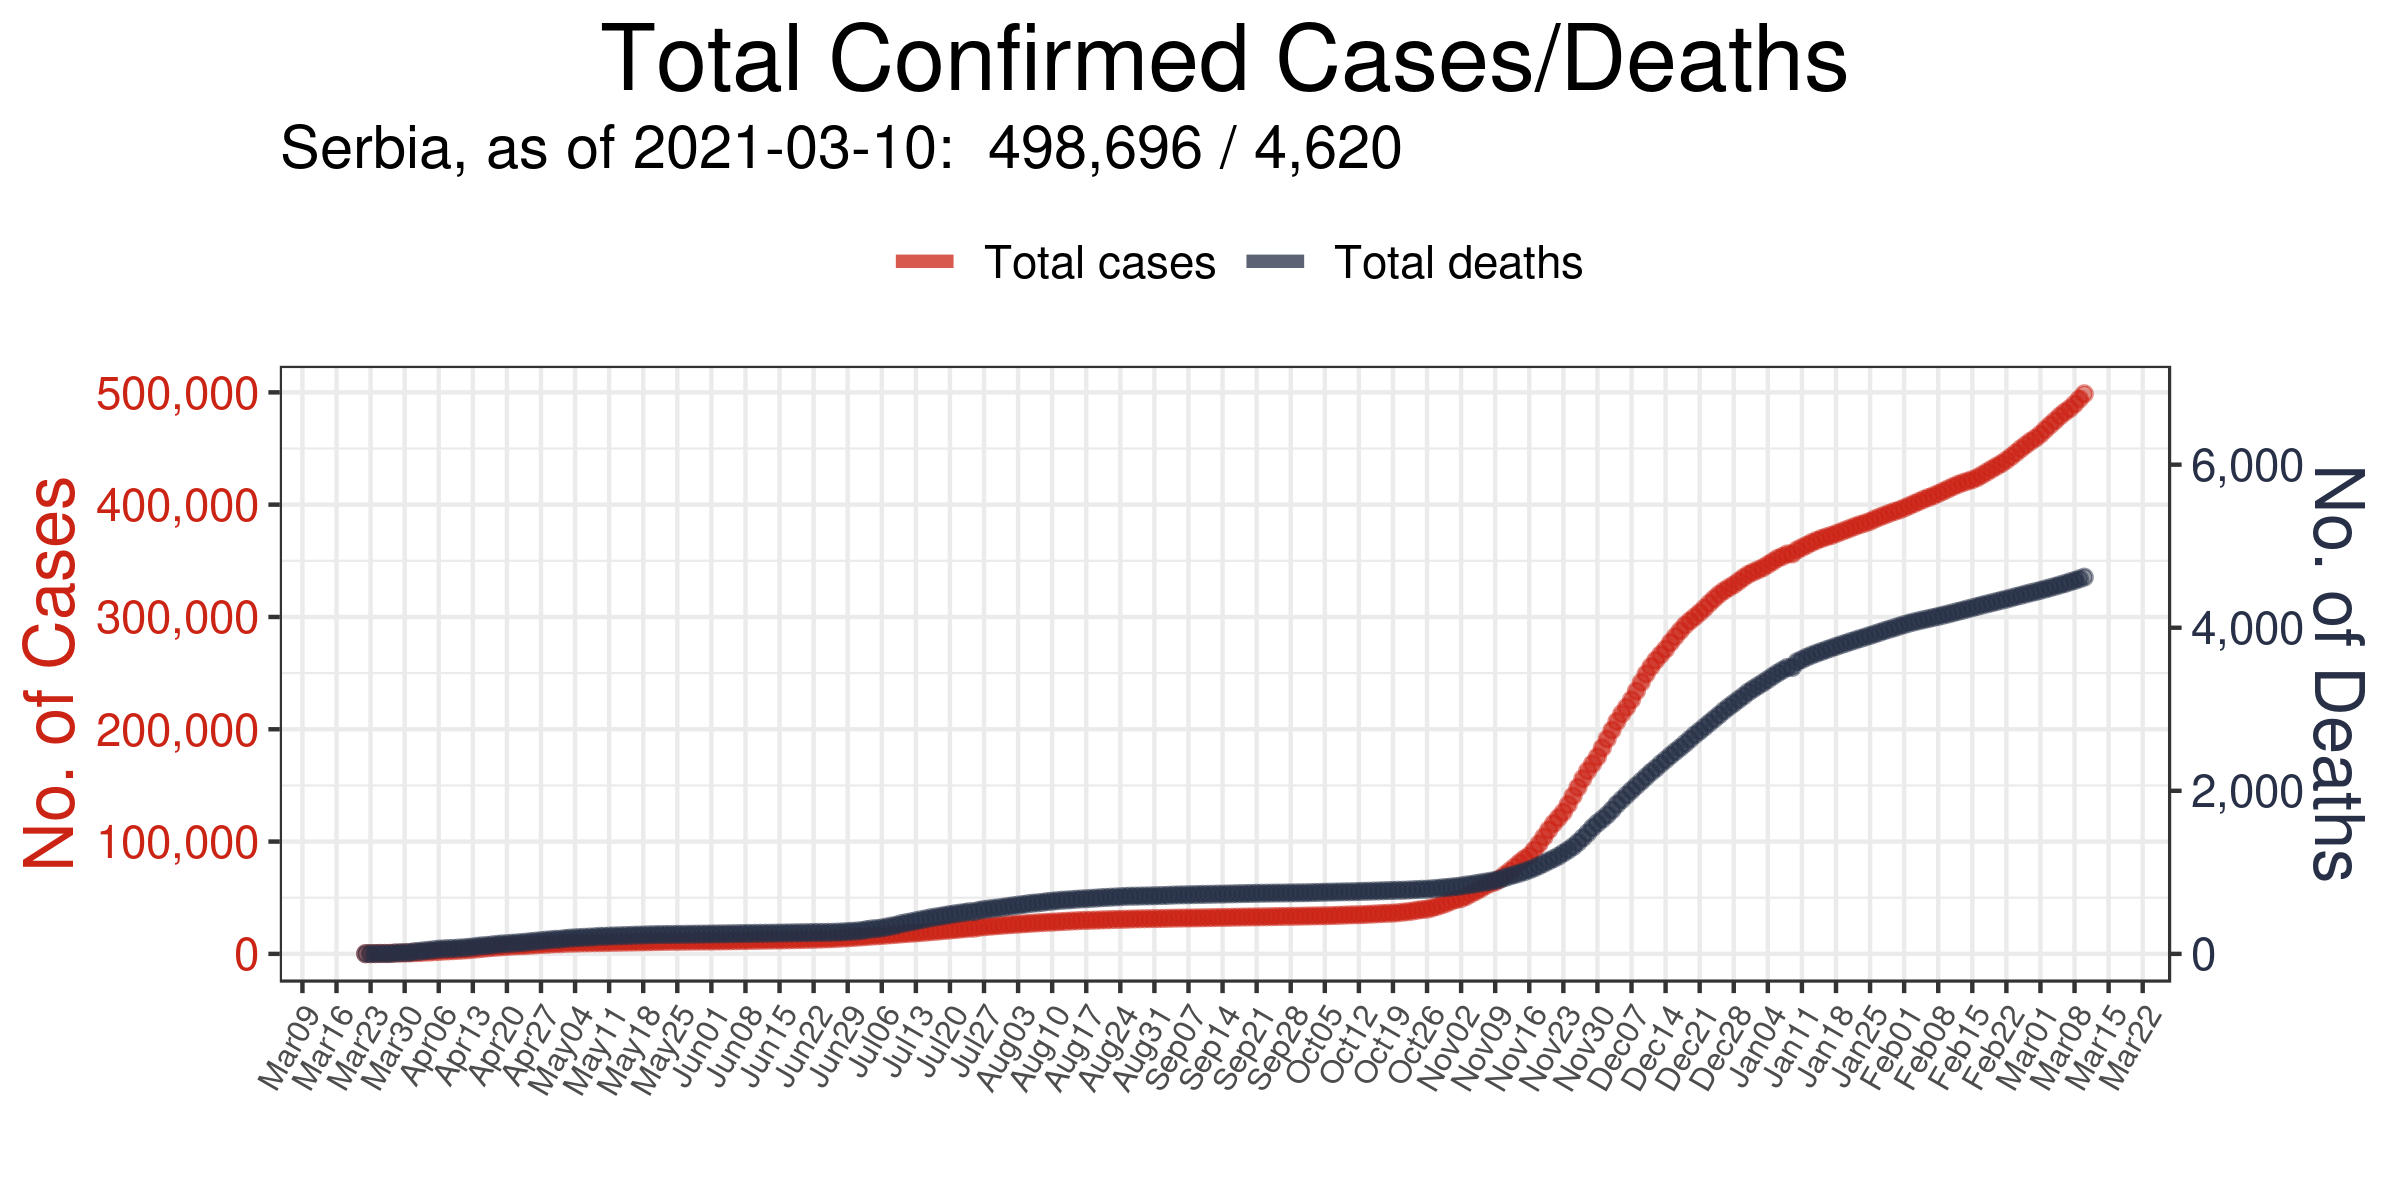 Total Confirmed Cases/Deaths
Serbia, as of 2021-03-10:  498,696 / 4,620
Total cases
Total deaths
No. of Cases
500,000
400,000
300,000
200,000
100,000
0
6,000
4,000
2,000
0
No. of Deaths
Mar09
Mar16
Mar23
Mar30
Apr06
Apr13
Apr20
Apr27
May04
May11
May18
May25
Jun01
Jun08
Jun15
Jun22
Jun29
Jul06
Jul13
Jul20
Jul27
Aug03
Aug10
Aug17
Aug24
Aug31
Sep07
Sep14
Sep21
Sep28
Oct05
Oct12
Oct19
Oct26
Nov02
Nov09
Nov16
Nov23
Nov30
Dec07
Dec14
Dec21
Dec28
Jan04
Jan11
Jan18
Jan25
Feb01
Feb08
Feb15
Feb22
Mar01
Mar08
Mar15
Mar22